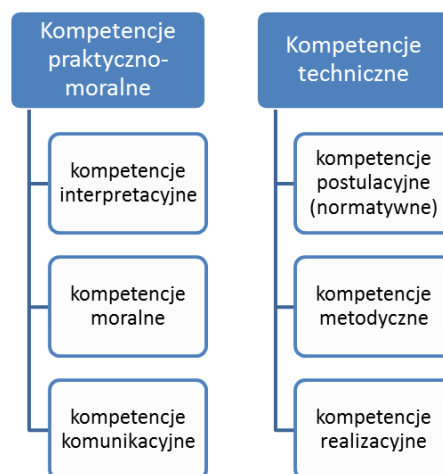 Kompetencje
praktyczno-
moralne
kompetencje
interpretacyjne
kompetencje
moralne
kompetencje
komunikacyjne
Kompetencje
techniczne
kompetencje
postulacyjne
(normatywne)
kompetencje
metodyczne
kompetencje
realizacyjne